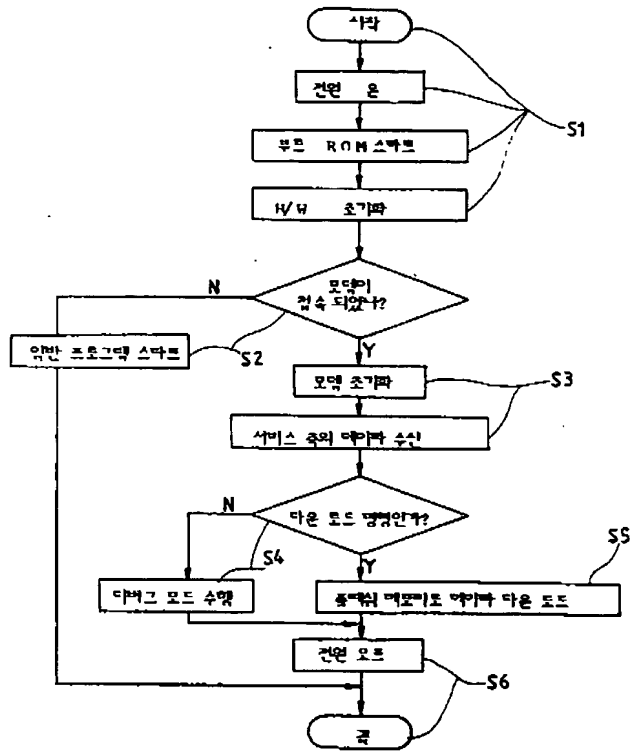 시작
전원 온
부트 ROM 스타트
S1
H/W 초기화
모뎀이
접속 되었나?
N
Y
일반 프로그램 스타트
S2
모뎀 초기화
S3
서비스 측의 데이타 수신
다운 로드 명령인가?
N
Y
S4
S5
디버그 모드 수행
플래쉬 메모리로 데이타 다운 로드
전원 오프
S6
끝